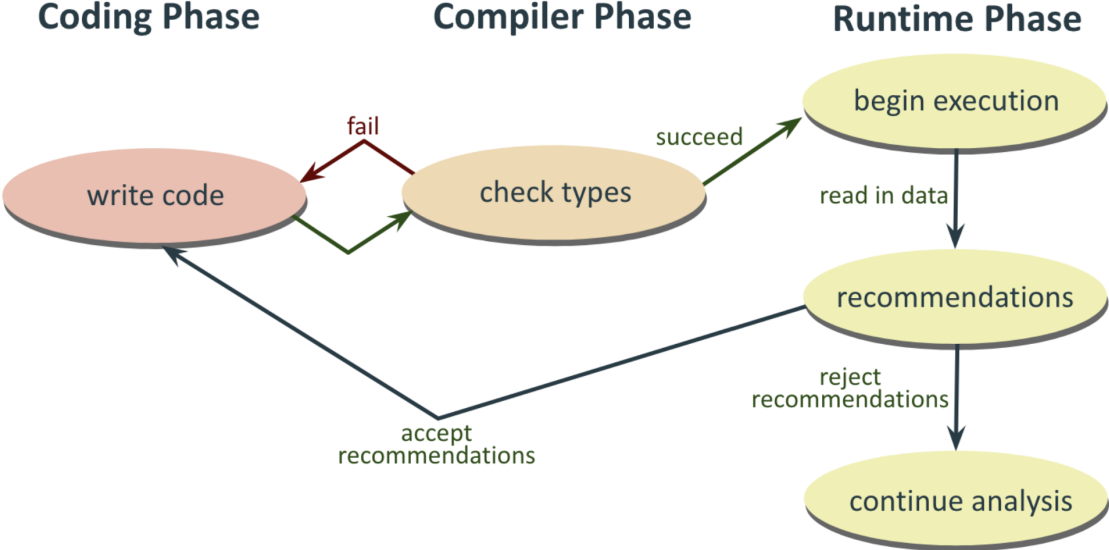 Coding Phase
Compiler Phase
Runtime Phase
begin execution
fail
succeed
write code
check types
read in data
recommendations
reject
recommendations
accept
recommendations
continue analysis